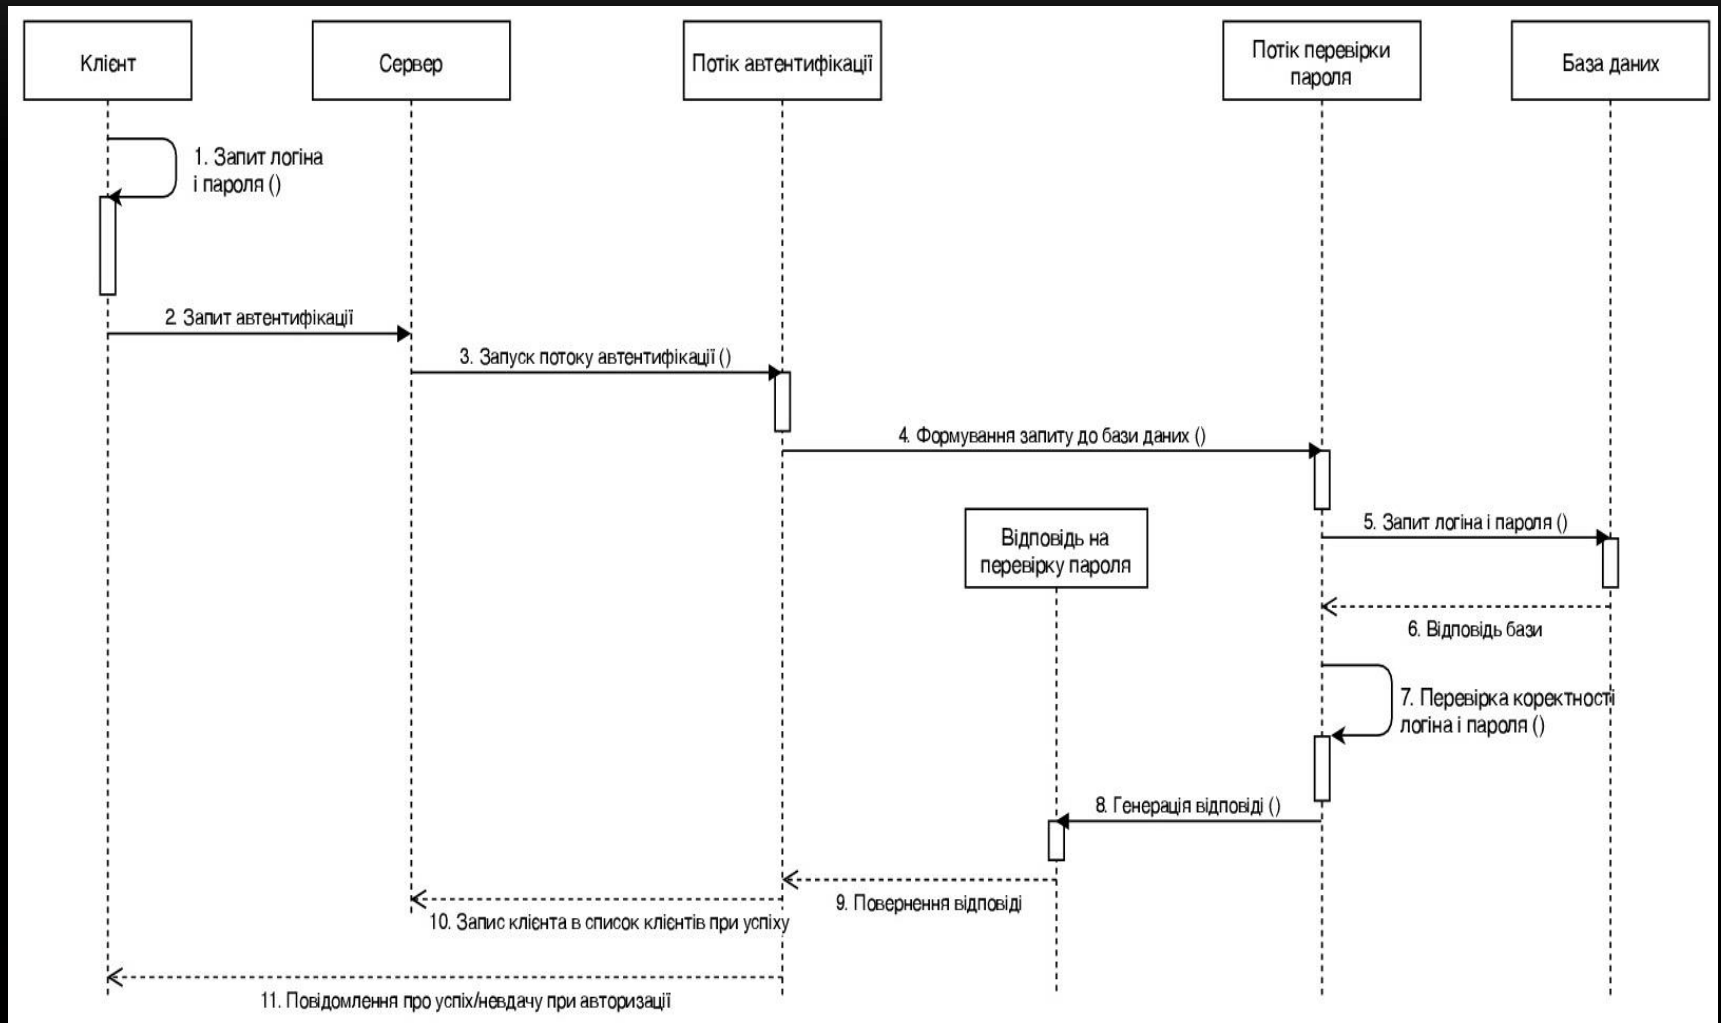 Клієнт
Сервер
Потік автентифікації
Потік перевірки
пароля
База даних
1. Запит логіна
і пароля ()
2. Запит автентифікації
3. Запуск потоку автентифікації ()
4. Формування запиту до бази даних ()
5. Запит логіна і пароля ()
Відповідь на
перевірку пароля
6. Відповідь бази
7. Перевірка коректності
логіна і пароля ()
8. Генерація відповіді ()
9. Повернення відповіді
10. Запис клієнта в список клієнтів при успіху
11. Повідомлення про успіх/невдачу при авторизації